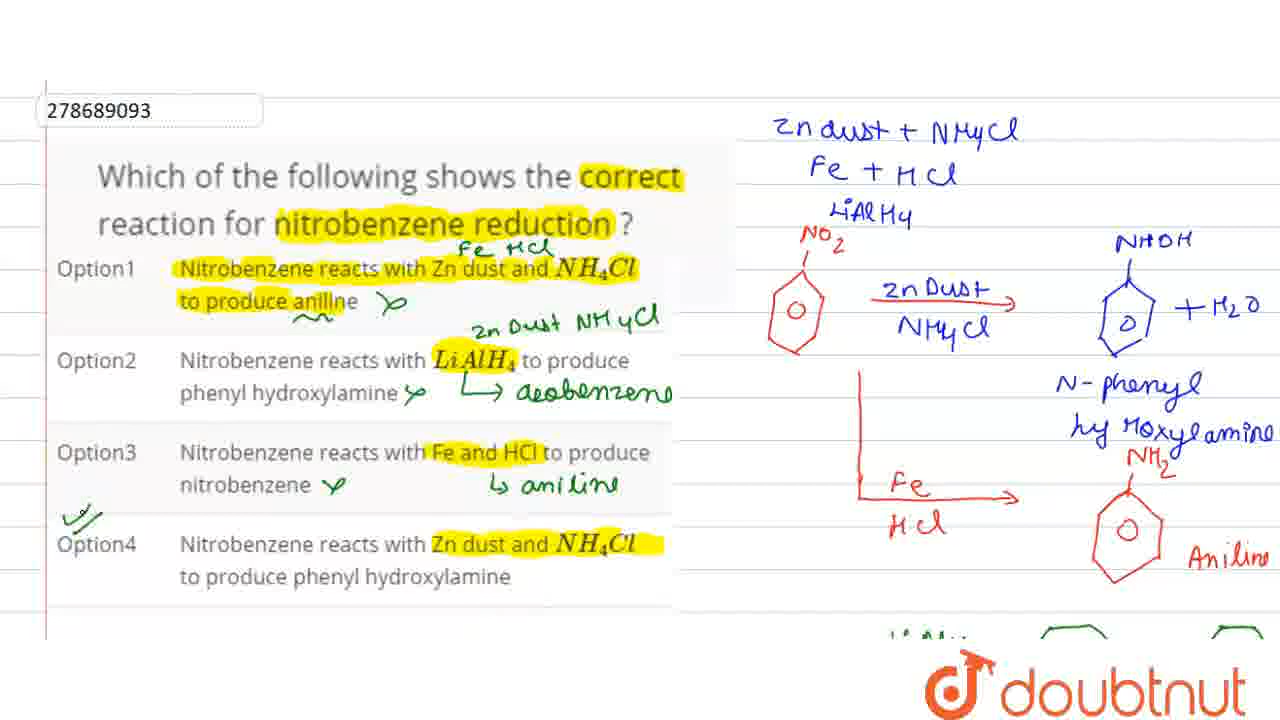 278689093
Which of the following shows the correct
reaction for nitrobenzene reduction ?
Fe HCl
Option1 Nitrobenzene reacts with Zn dust and NH₄Cl
to produce aniline
Zn Dust NH4Cl
Option2 Nitrobenzene reacts with LiAlH₄ to produce
phenyl hydroxylamine
azobenzene
Option3 Nitrobenzene reacts with Fe and HCl to produce
nitrobenzene
aniline
Option4 Nitrobenzene reacts with Zn dust and NH₄Cl
to produce phenyl hydroxylamine
Zn dust + NH4Cl
Fe + HCl
LiAlH4
NO2
Zn Dust
NH4Cl
NHOH
+ H2O
N-phenyl
hydroxylamine
Fe
HCl
NH2
Aniline
doubtnut